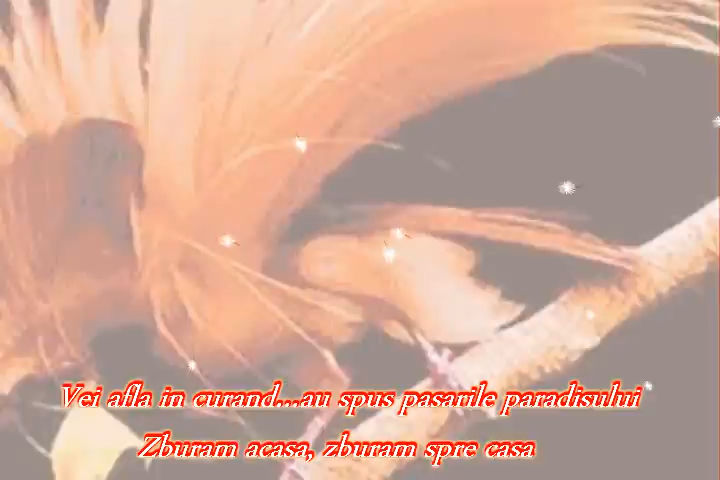 Vei afla in curand...au spus pasarile paradisului
Zburam acasa, zburam spre casa